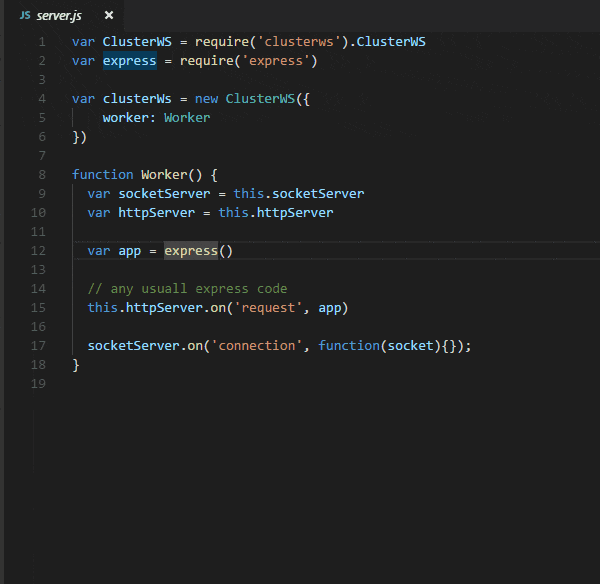 JS server.js ×
1 var ClusterWS = require('clusterws').ClusterWS
2 var express = require('express')
3
4 var clusterWs = new ClusterWS({
5     worker: Worker
6 })
7
8 function Worker() {
9   var socketServer = this.socketServer
10   var httpServer = this.httpServer
11
12   var app = express()
13
14   // any usuall express code
15   this.httpServer.on('request', app)
16
17   socketServer.on('connection', function(socket){});
18 }
19